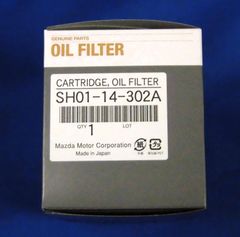 GENUINE PARTS
OIL FILTER
CARTRIDGE, OIL FILTER
SH01-14-302A
QTY LOT
1
Mazda Motor Corporation
Made in Japan